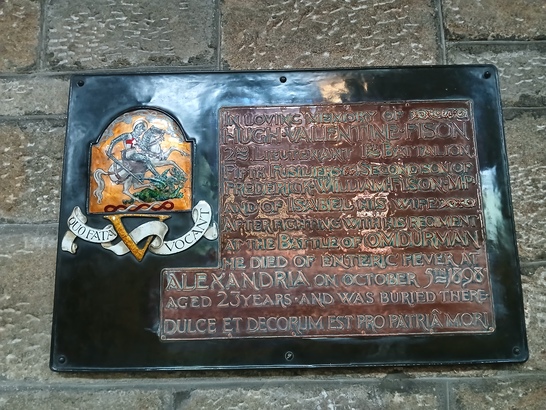 IN LOVING MEMORY OF
HUGH VALENTINE FISON
2ND LIEUTENANT 1ST BATTALION
FIFTH FUSILIERS SECOND SON OF
FREDERICK WILLIAM FISON MP
AND OF ISABELLA HIS WIFE
AFTER FIGHTING WITH HIS REGIMENT
AT THE BATTLE OF OMDURMAN
HE DIED OF ENTERIC FEVER AT
ALEXANDRIA ON OCTOBER 5TH 1898
AGED 23 YEARS · AND WAS BURIED THERE
DULCE ET DECORUM EST PRO PATRIA MORI
QUO FATA VOCANT
V